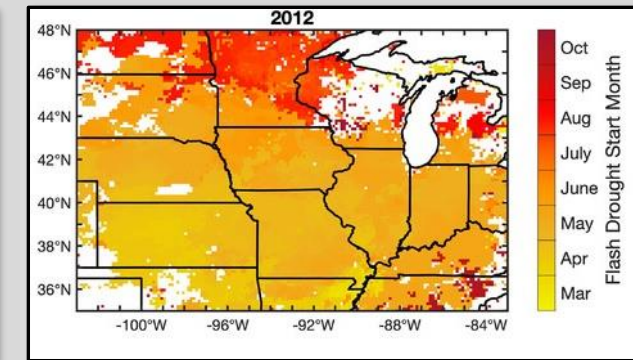 2012
48°N
46°N
44°N
42°N
40°N
38°N
36°N
-100°W
-96°W
-92°W
-88°W
-84°W
Oct
Sep
Aug
July
June
May
Apr
Mar
Flash Drought Start Month